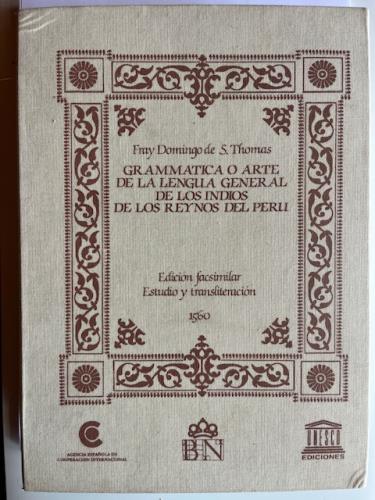 Fray Domingo de S. Thomas
GRAMMATICA O ARTE
DE LA LENGUA GENERAL
DE LOS INDIOS
DE LOS REYNOS DEL PERU
Edición facsimilar
Estudio y transliteración
1560
AGENCIA ESPAÑOLA DE
COOPERACION INTERNACIONAL
BN
UNESCO
EDICIONES